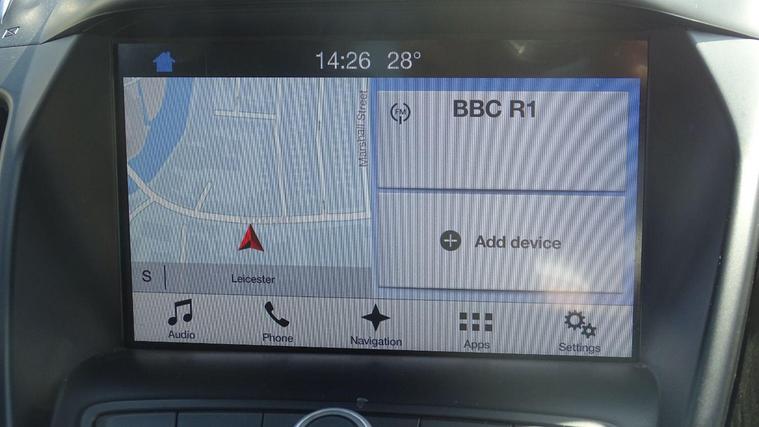 14:26 28°
Marshall Street
FM
BBC R1
Add device
S
Leicester
Audio
Phone
Navigation
Apps
Settings